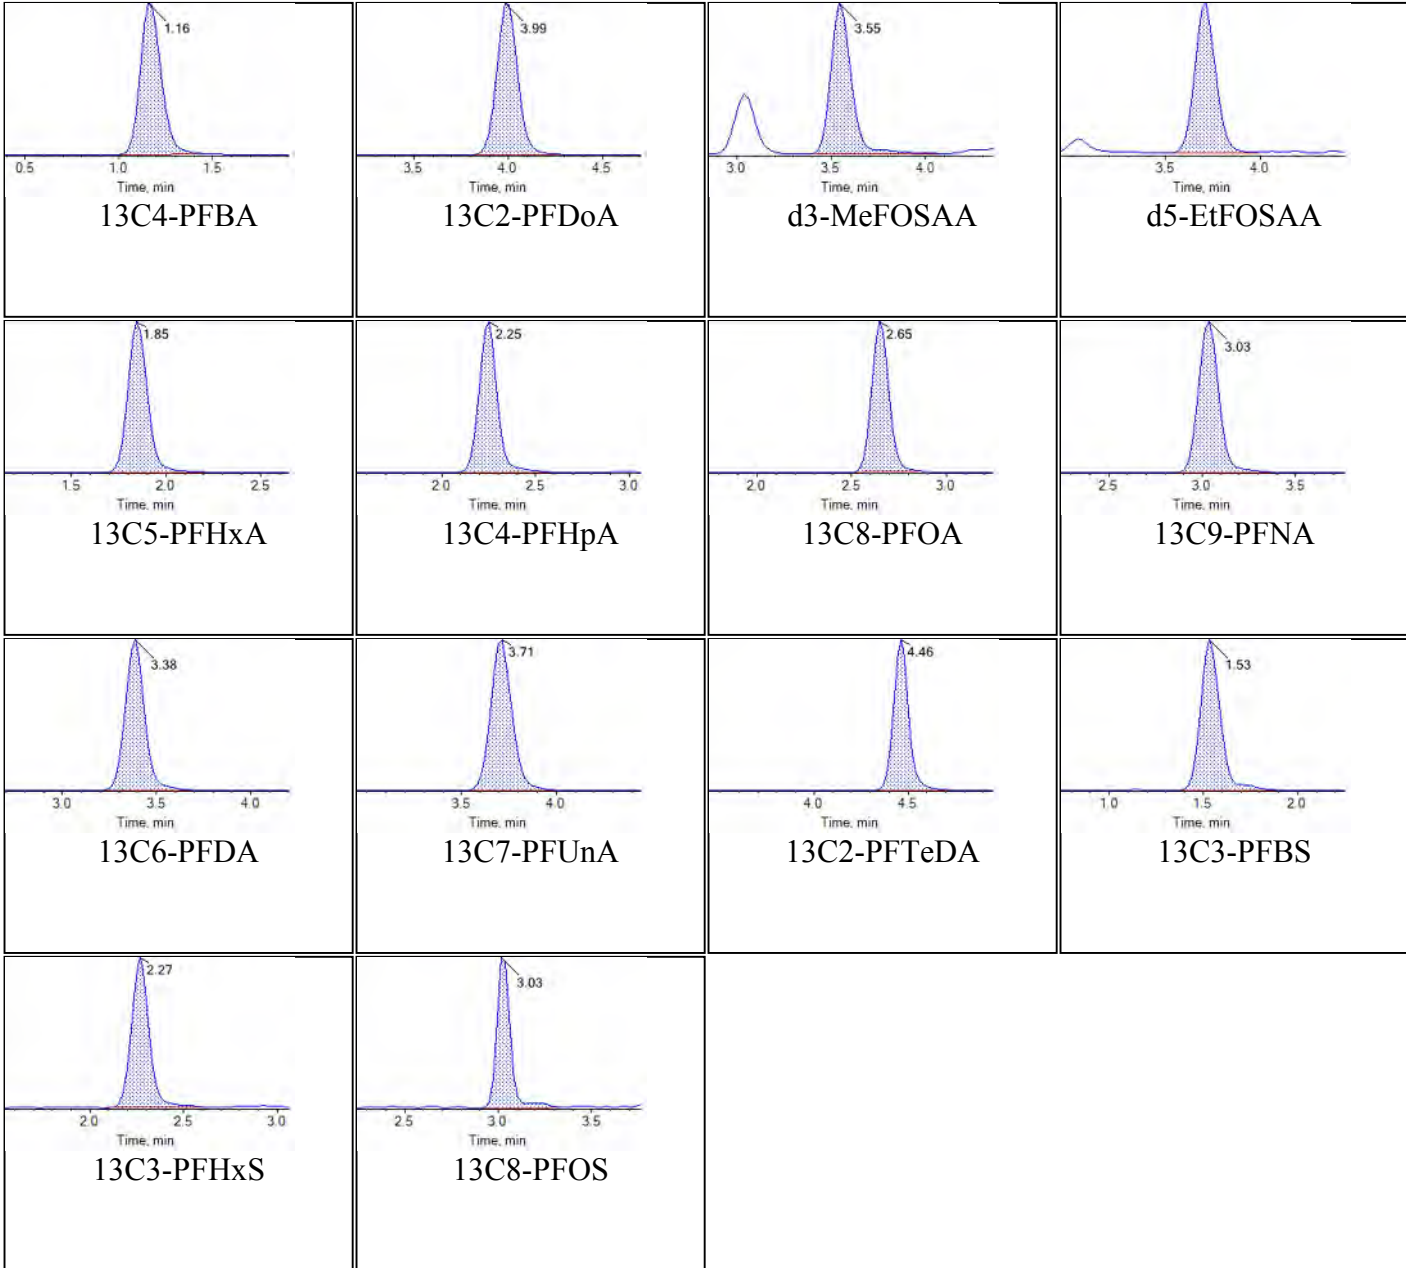 1.16
0.5 1.0 1.5
Time, min
13C4-PFBA
3.99
3.5 4.0 4.5
Time, min
13C2-PFDoA
3.55
3.0 3.5 4.0
Time, min
d3-MeFOSAA
3.5 4.0
Time, min
d5-EtFOSAA
1.85
1.5 2.0 2.5
Time, min
13C5-PFHxA
2.25
2.0 2.5 3.0
Time, min
13C4-PFHpA
2.65
2.0 2.5 3.0
Time, min
13C8-PFOA
3.03
2.5 3.0 3.5
Time, min
13C9-PFNA
3.38
3.0 3.5 4.0
Time, min
13C6-PFDA
3.71
3.5 4.0
Time, min
13C7-PFUnA
4.46
4.0 4.5
Time, min
13C2-PFTeDA
1.53
1.0 1.5 2.0
Time, min
13C3-PFBS
2.27
2.0 2.5 3.0
Time, min
13C3-PFHxS
3.03
2.5 3.0 3.5
Time, min
13C8-PFOS